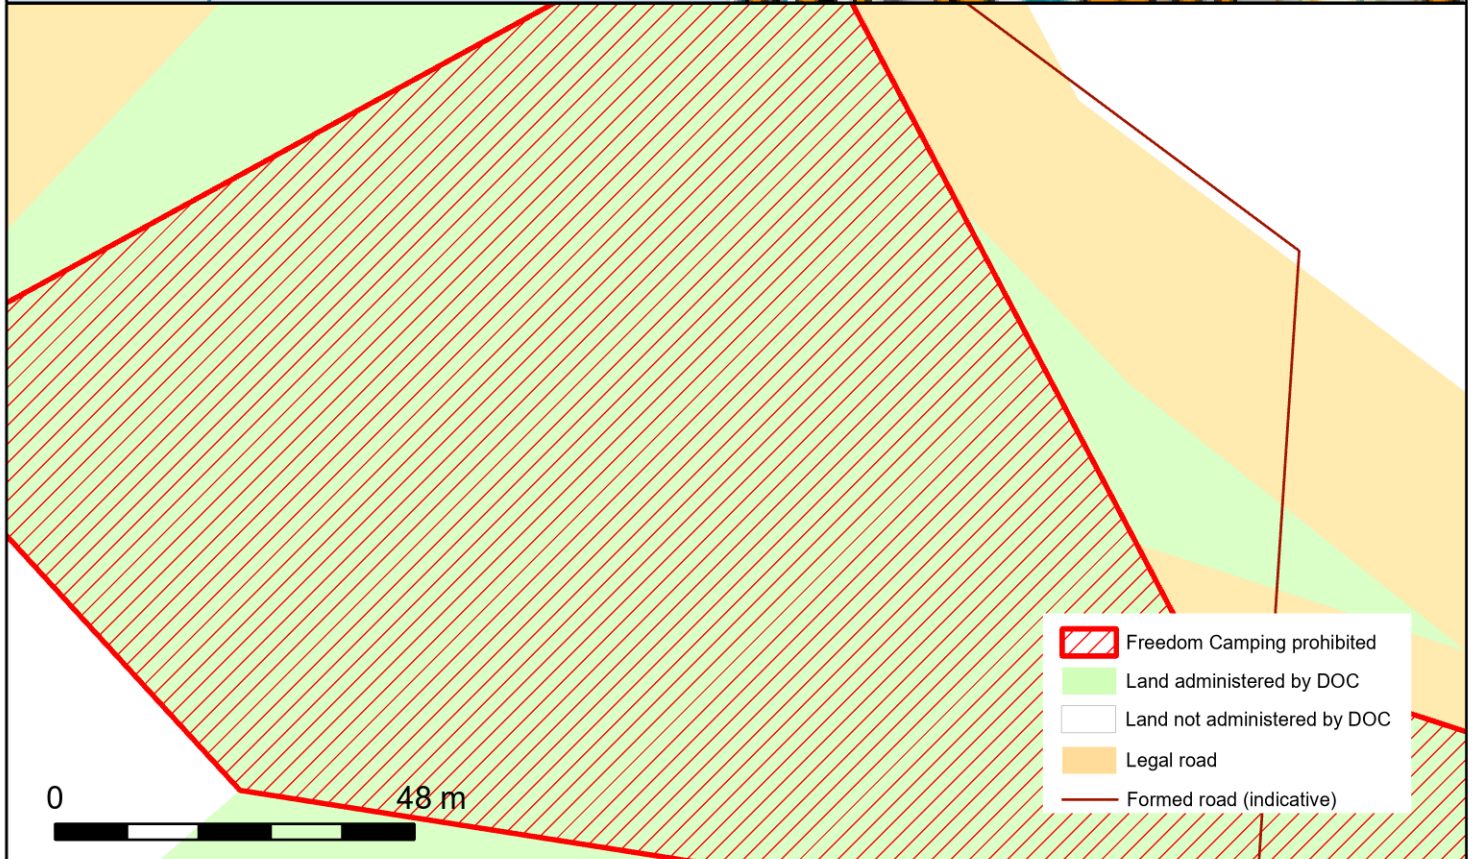 Freedom Camping prohibited
Land administered by DOC
Land not administered by DOC
Legal road
Formed road (indicative)
0 48 m